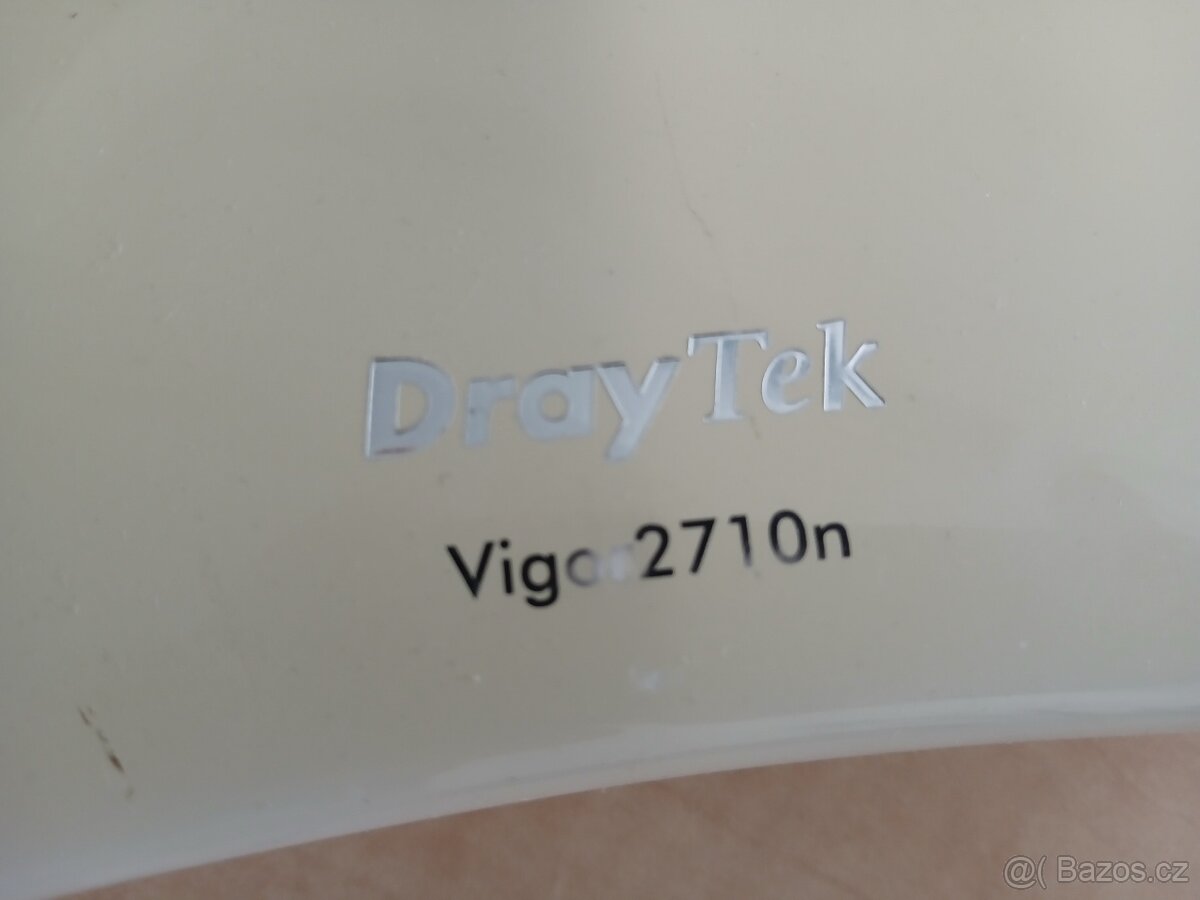 DrayTek
Vigor2710n
@( Bazos.cz